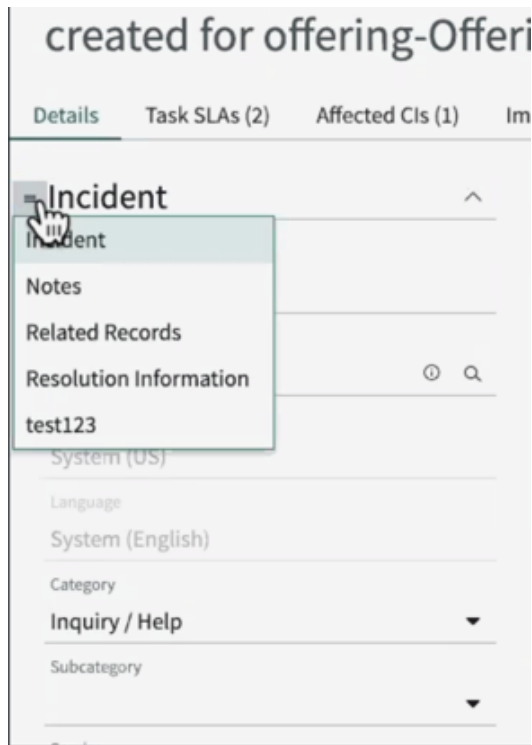 created for offering-Offeri
Details Task SLAs (2) Affected CIs (1) Im
Incident
Incident
Notes
Related Records
Resolution Information
test123
System (US)
Language
System (English)
Category
Inquiry / Help
Subcategory